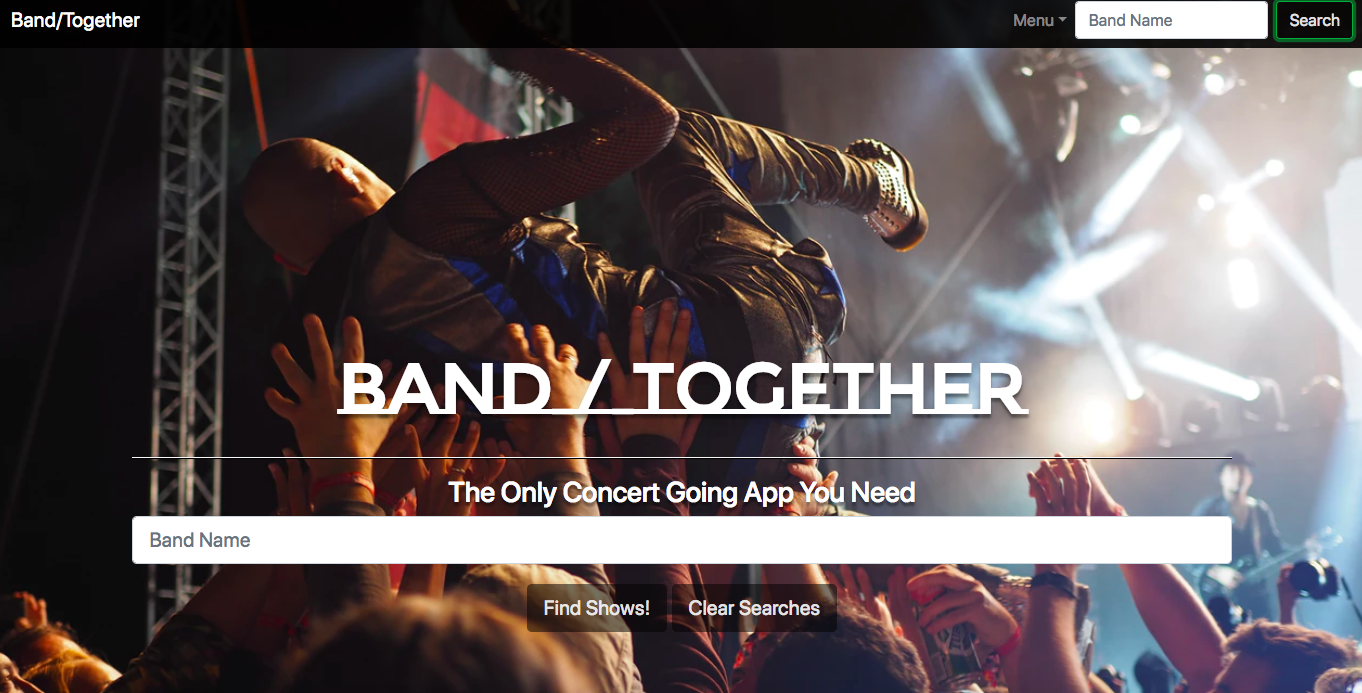 Band/Together
Menu
Band Name
Search
BAND / TOGETHER
The Only Concert Going App You Need
Band Name
Find Shows!
Clear Searches